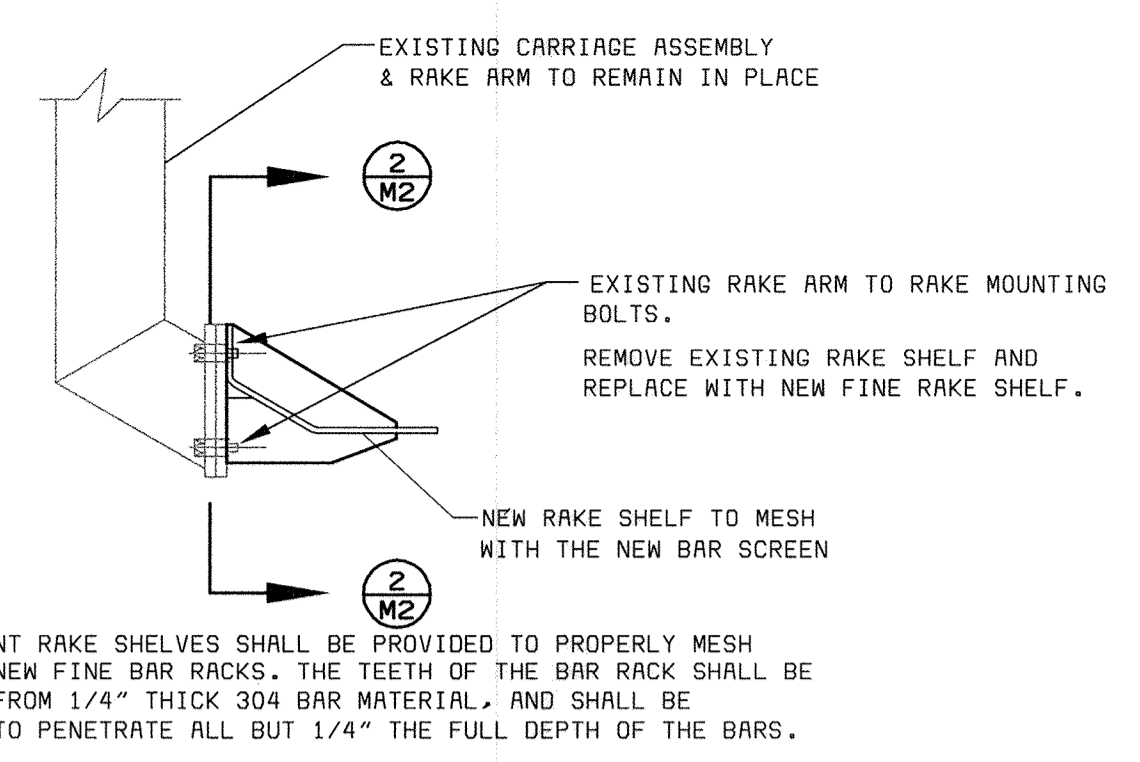 EXISTING CARRIAGE ASSEMBLY
& RAKE ARM TO REMAIN IN PLACE
2
M2
EXISTING RAKE ARM TO RAKE MOUNTING
BOLTS.
REMOVE EXISTING RAKE SHELF AND
REPLACE WITH NEW FINE RAKE SHELF.
NEW RAKE SHELF TO MESH
WITH THE NEW BAR SCREEN
2
M2
NT RAKE SHELVES SHALL BE PROVIDED TO PROPERLY MESH
NEW FINE BAR RACKS. THE TEETH OF THE BAR RACK SHALL BE
FROM 1/4" THICK 304 BAR MATERIAL, AND SHALL BE
TO PENETRATE ALL BUT 1/4" THE FULL DEPTH OF THE BARS.